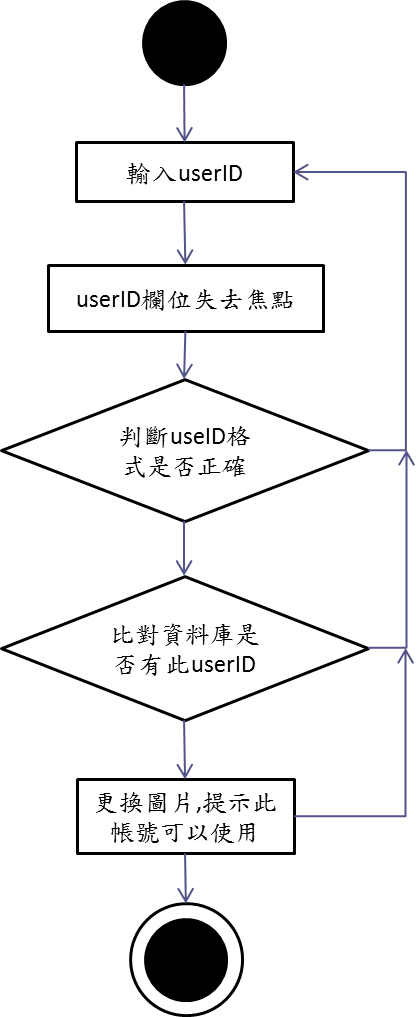 輸入userID
userID欄位失去焦點
判斷useID格
式是否正確
比對資料庫是
否有此userID
更換圖片,提示此
帳號可以使用